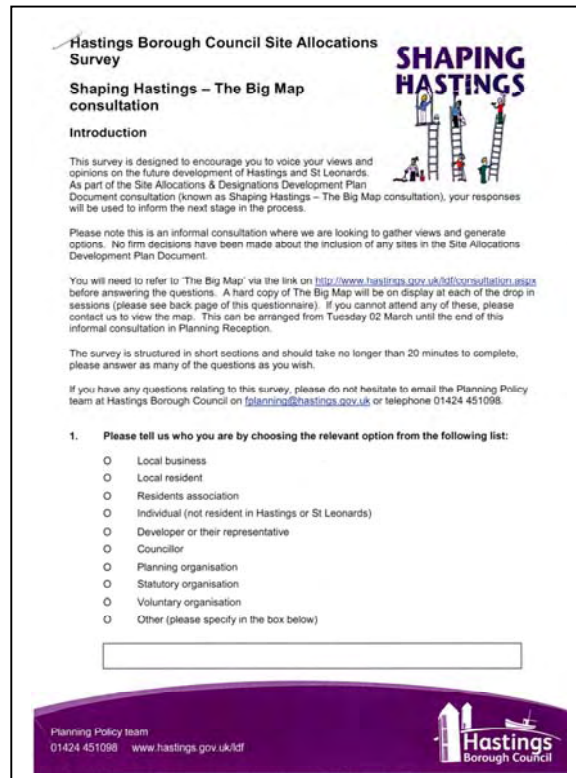 Hastings Borough Council Site Allocations
Survey
SHAPING
HASTINGS
Shaping Hastings – The Big Map
consultation
Introduction
This survey is designed to encourage you to voice your views and
opinions on the future development of Hastings and St Leonards.
As part of the Site Allocations & Designations Development Plan
Document consultation (known as Shaping Hastings – The Big Map consultation), your responses
will be used to inform the next stage in the process.
Please note this is an informal consultation where we are looking to gather views and generate
options. No firm decisions have been made about the inclusion of any sites in the Site Allocations
Development Plan Document.
You will need to refer to 'The Big Map' via the link on http://www.hastings.gov.uk/ldf/consultation.aspx
before answering the questions. A hard copy of The Big Map will be on display at each of the drop in
sessions (please see back page of this questionnaire). If you cannot attend any of these, please
contact us to view the map. This can be arranged from Tuesday 02 March until the end of this
informal consultation in Planning Reception.
The survey is structured in short sections and should take no longer than 20 minutes to complete,
please answer as many of the questions as you wish.
If you have any questions relating to this survey, please do not hesitate to email the Planning Policy
team at Hastings Borough Council on fplanning@hastings.gov.uk or telephone 01424 451098.
1. Please tell us who you are by choosing the relevant option from the following list:
O Local business
O Local resident
O Residents association
O Individual (not resident in Hastings or St Leonards)
O Developer or their representative
O Councillor
O Planning organisation
O Statutory organisation
O Voluntary organisation
O Other (please specify in the box below)
Planning Policy team
01424 451098 www.hastings.gov.uk/ldf
Hastings
Borough Council